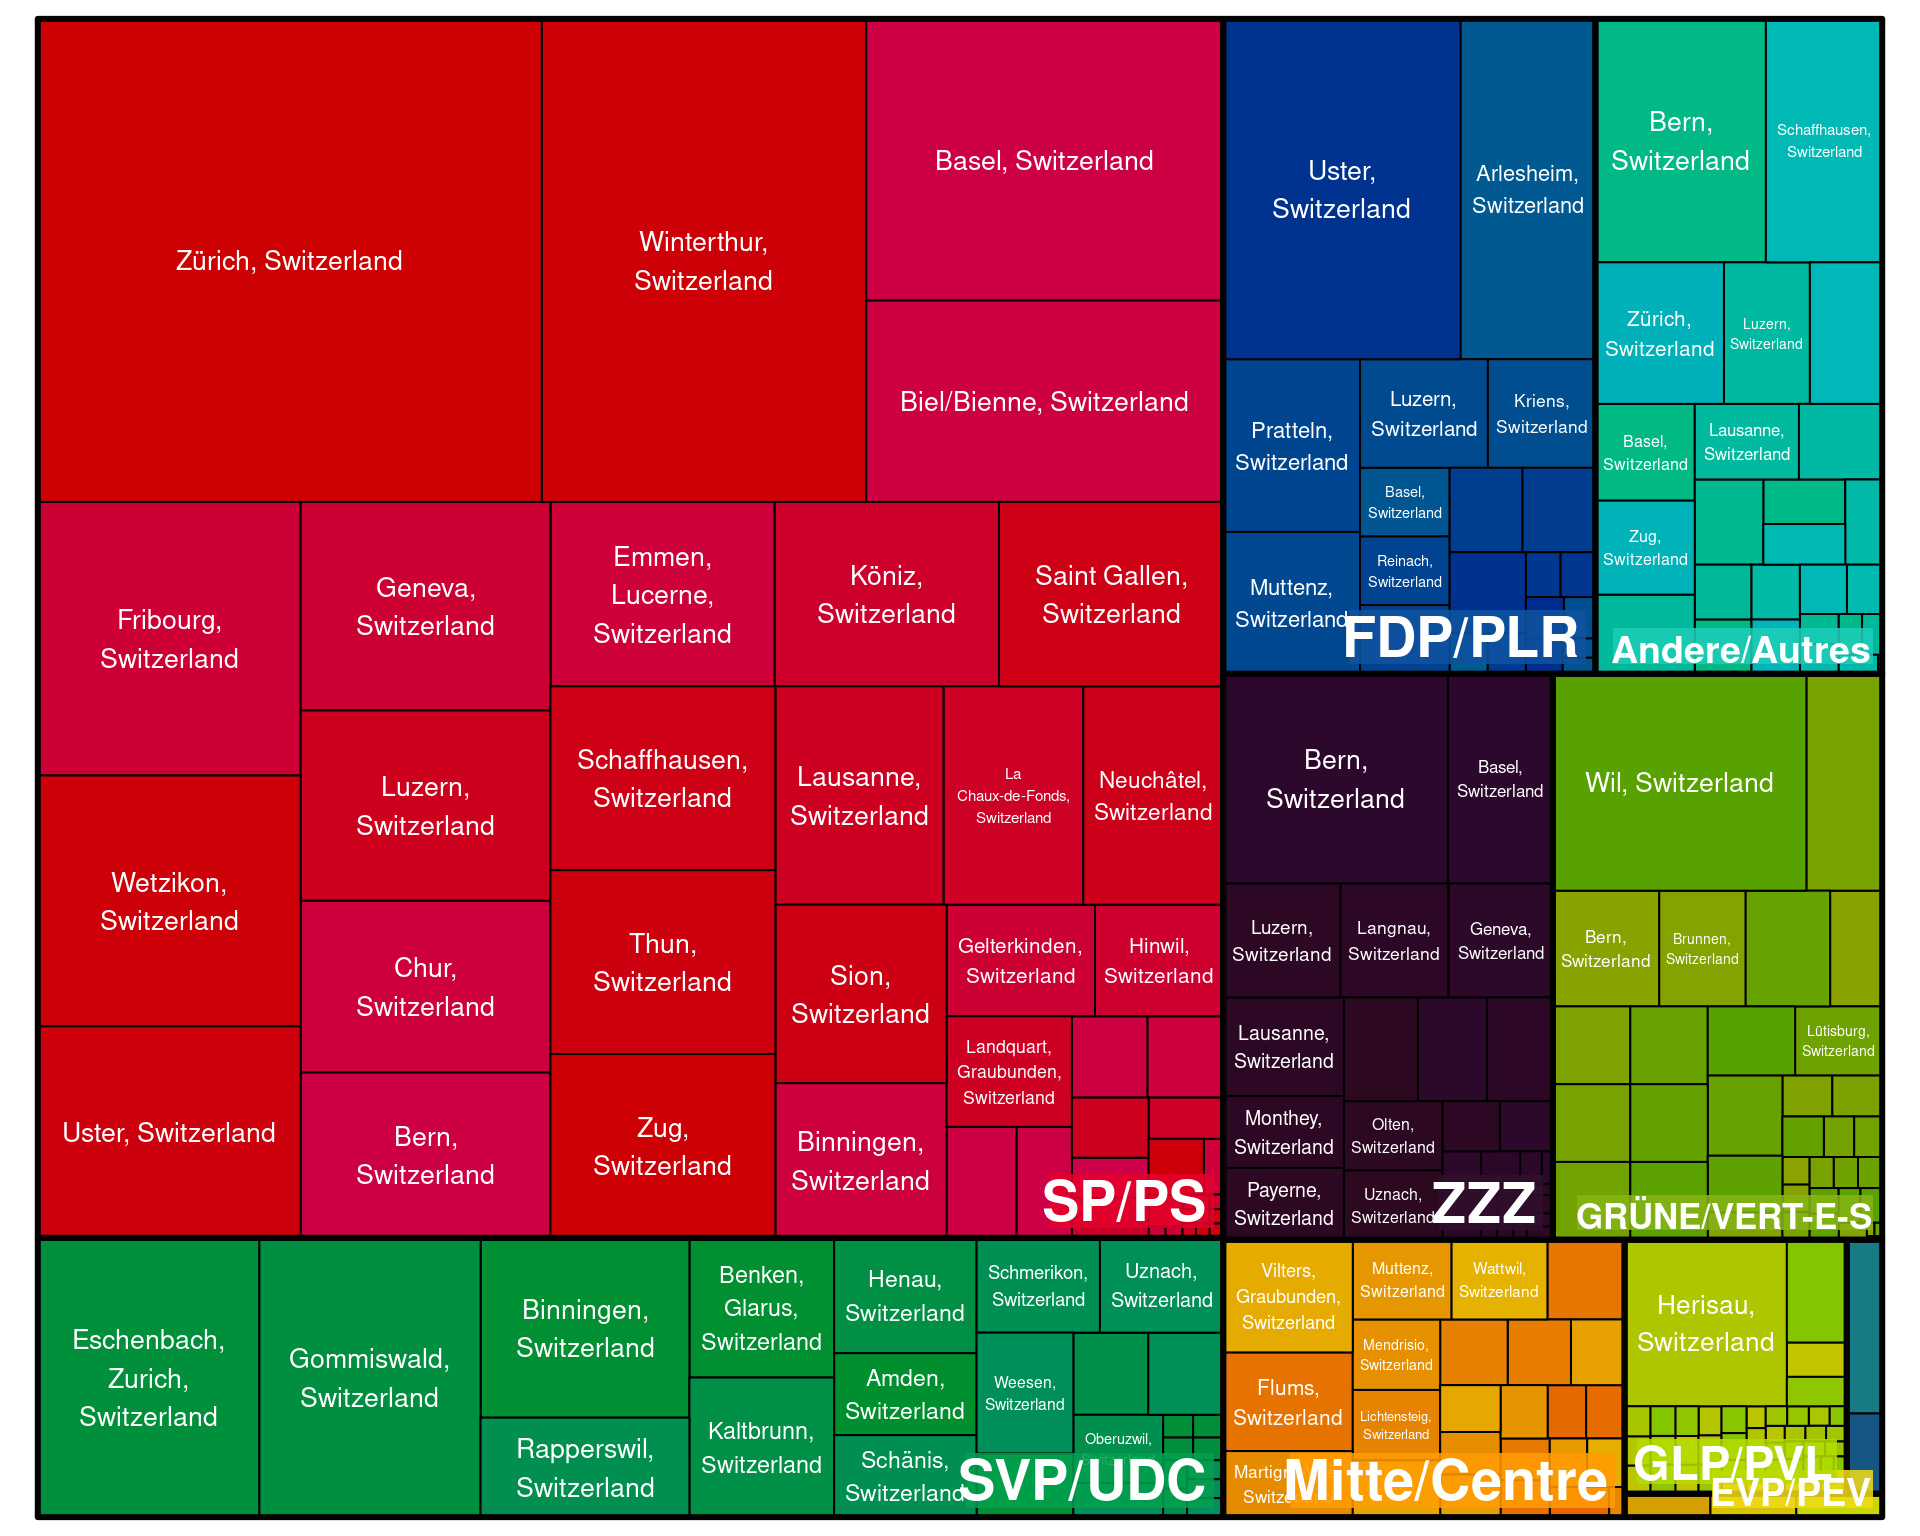 Zürich, Switzerland
Winterthur,
Switzerland
Basel, Switzerland
Biel/Bienne, Switzerland
Fribourg,
Switzerland
Wetzikon,
Switzerland
Uster, Switzerland
Geneva,
Switzerland
Luzern,
Switzerland
Chur,
Switzerland
Bern,
Switzerland
Emmen,
Lucerne,
Switzerland
Schaffhausen,
Switzerland
Thun,
Switzerland
Zug,
Switzerland
Köniz,
Switzerland
Saint Gallen,
Switzerland
Lausanne,
Switzerland
La
Chaux-de-Fonds,
Switzerland
Neuchâtel,
Switzerland
Sion,
Switzerland
Binningen,
Switzerland
Gelterkinden,
Switzerland
Hinwil,
Switzerland
Landquart,
Graubunden,
Switzerland
SP/PS
Uster,
Switzerland
Arlesheim,
Switzerland
Pratteln,
Switzerland
Muttenz,
Switzerland
Luzern,
Switzerland
Kriens,
Switzerland
Basel,
Switzerland
Reinach,
Switzerland
FDP/PLR
Bern,
Switzerland
Schaffhausen,
Switzerland
Zürich,
Switzerland
Luzern,
Switzerland
Basel,
Switzerland
Lausanne,
Switzerland
Zug,
Switzerland
Andere/Autres
Bern,
Switzerland
Basel,
Switzerland
Luzern,
Switzerland
Langnau,
Switzerland
Geneva,
Switzerland
Lausanne,
Switzerland
Monthey,
Switzerland
Payerne,
Switzerland
Olten,
Switzerland
Uznach,
Switzerland
ZZZ
Wil, Switzerland
Bern,
Switzerland
Brunnen,
Switzerland
Lütisburg,
Switzerland
GRÜNE/VERT-E-S
Eschenbach,
Zurich,
Switzerland
Gommiswald,
Switzerland
Binningen,
Switzerland
Rapperswil,
Switzerland
Benken,
Glarus,
Switzerland
Kaltbrunn,
Switzerland
Henau,
Switzerland
Amden,
Switzerland
Schänis,
Switzerland
Schmerikon,
Switzerland
Uznach,
Switzerland
Weesen,
Switzerland
Oberuzwil,
SVP/UDC
Vilters,
Graubunden,
Switzerland
Flums,
Switzerland
Muttenz,
Switzerland
Wattwil,
Switzerland
Mendrisio,
Switzerland
Lichtensteig,
Switzerland
Mitte/Centre
Herisau,
Switzerland
GLP/PVL
EVP/PEV